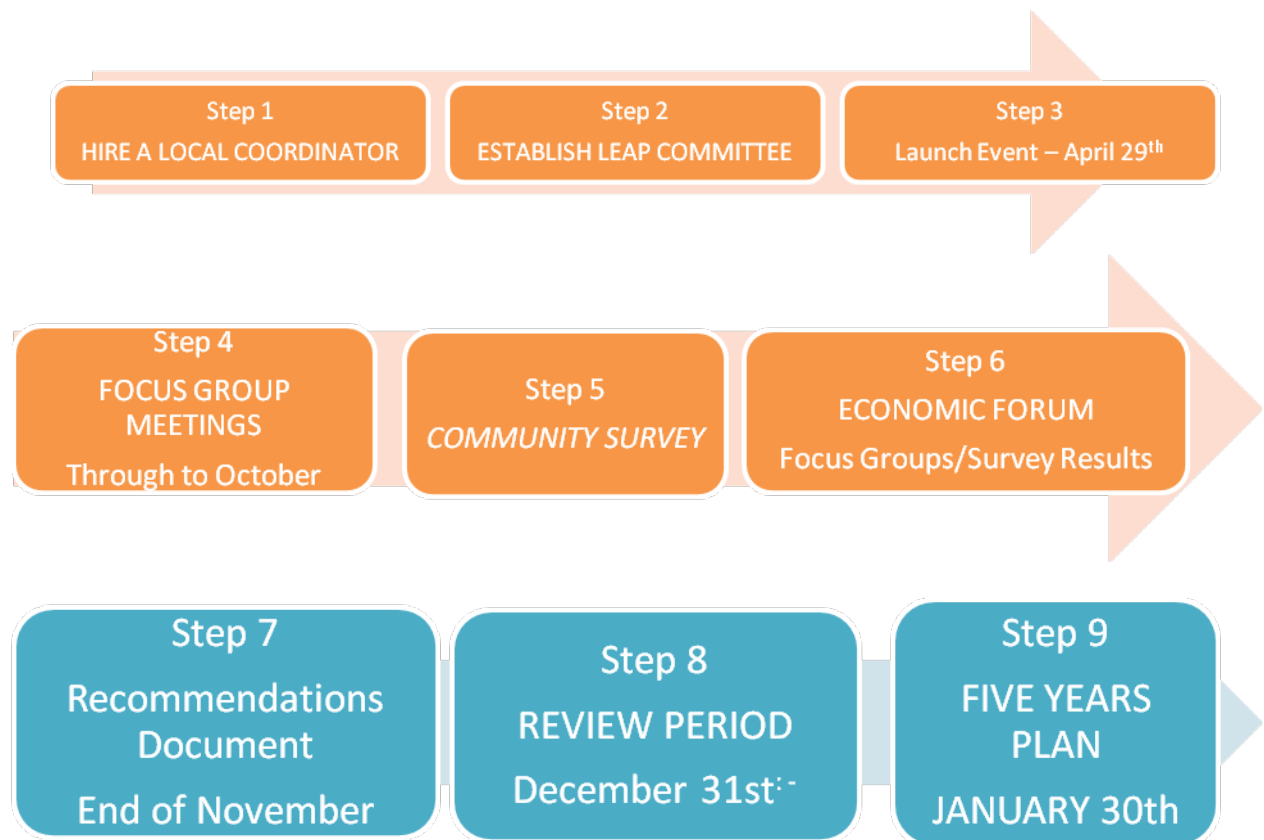 Step 1
HIRE A LOCAL COORDINATOR
Step 2
ESTABLISH LEAP COMMITTEE
Step 3
Launch Event – April 29th
Step 4
FOCUS GROUP
MEETINGS
Through to October
Step 5
COMMUNITY SURVEY
Step 6
ECONOMIC FORUM
Focus Groups/Survey Results
Step 7
Recommendations
Document
End of November
Step 8
REVIEW PERIOD
December 31st
Step 9
FIVE YEARS
PLAN
JANUARY 30th